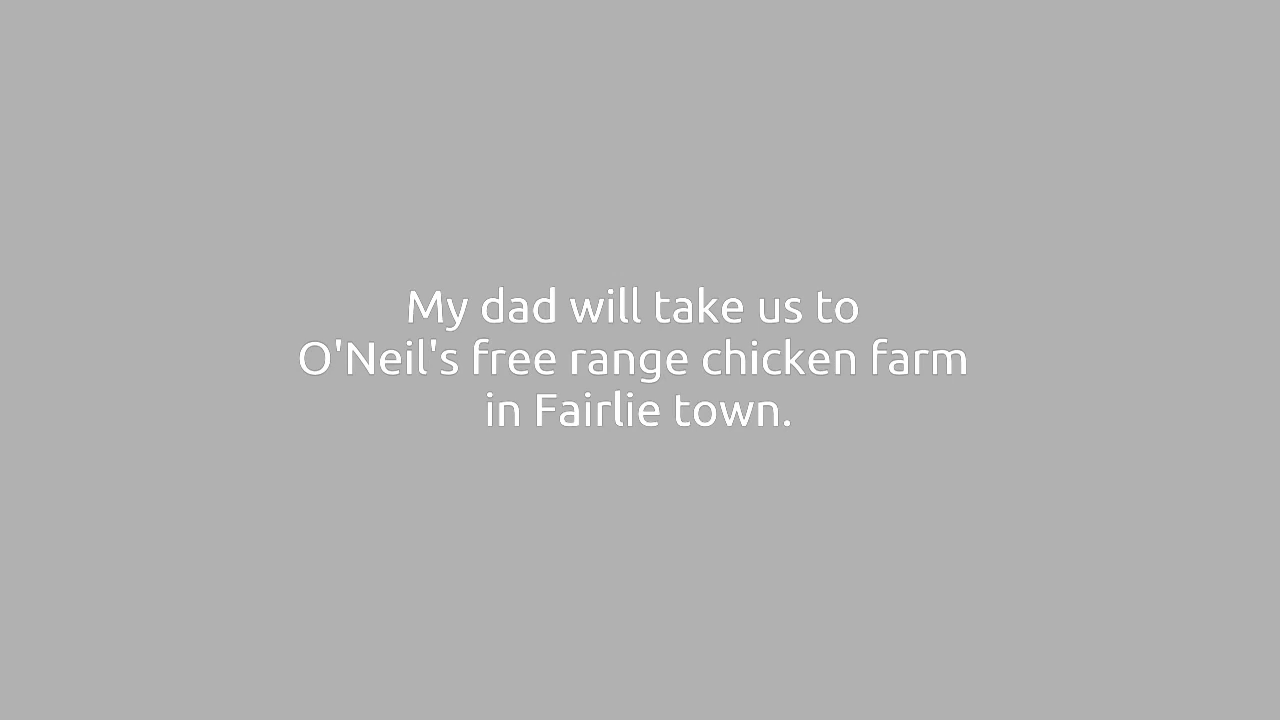 My dad will take us to
O'Neil's free range chicken farm
in Fairlie town.